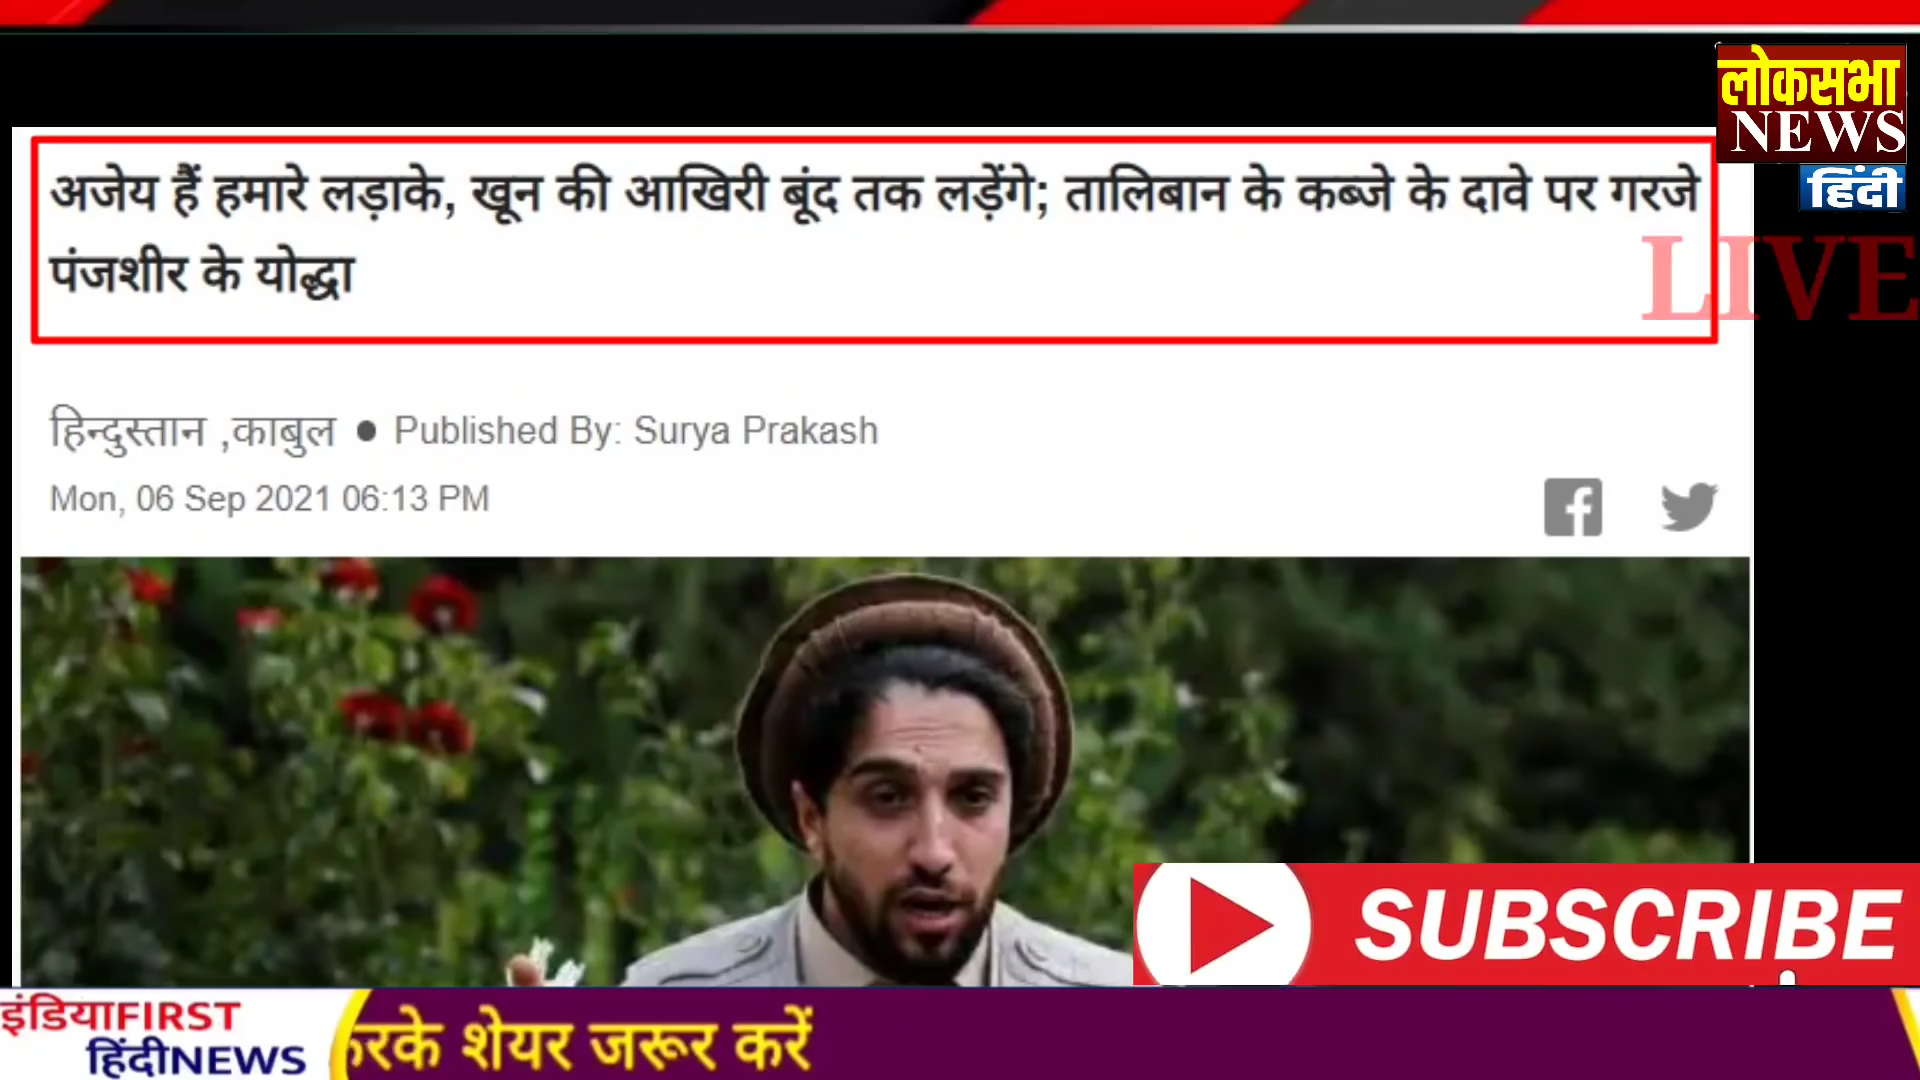 लोकसभा
NEWS
हिंदी
LIVE
अजेय हैं हमारे लड़ाके, खून की आखिरी बूंद तक लड़ेंगे; तालिबान के कब्जे के दावे पर गरजे
पंजशीर के योद्धा
हिन्दुस्तान ,काबुल ● Published By: Surya Prakash
Mon, 06 Sep 2021 06:13 PM
SUBSCRIBE
इंडियाFIRST
हिंदीNEWS
शेयर जरूर करें